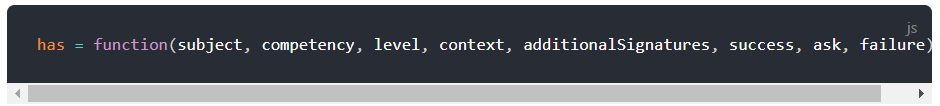 js
has = function(subject, competency, level, context, additionalSignatures, success, ask, failure)